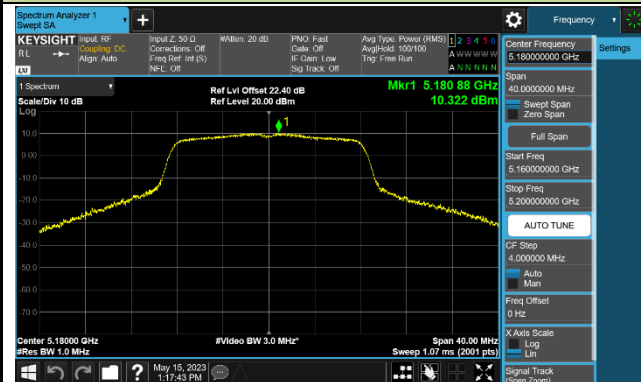 Spectrum Analyzer 1
Swept SA
+
Frequency
KEYSIGHT
RL
Input: RF
Coupling: DC
Align: Auto
Input Z: 50 Ω
Corrections: Off
Freq Ref: Int (S)
NFE: Off
#Atten: 20 dB
PNO: Fast
Gate: Off
IF Gain: Low
Sig Track: Off
Avg Type: Power (RMS)
Avg|Hold: 100/100
Trig: Free Run
1 2 3 4 5 6
A W W W W W
A N N N N N
1 Spectrum
Scale/Div 10 dB
Log
Ref Lvl Offset 22.40 dB
Ref Level 20.00 dBm
Mkr1 5.180 88 GHz
10.322 dBm
1
10.0
0.00
-10.0
-20.0
-30.0
-40.0
-50.0
-60.0
-70.0
Center 5.18000 GHz
#Res BW 1.0 MHz
#Video BW 3.0 MHz*
Span 40.00 MHz
Sweep 1.07 ms (2001 pts)
May 15, 2023
1:17:43 PM
?
Settings
Center Frequency
5.180000000 GHz
Span
40.0000000 MHz
Swept Span
Zero Span
Full Span
Start Freq
5.160000000 GHz
Stop Freq
5.200000000 GHz
AUTO TUNE
CF Step
4.000000 MHz
Auto
Man
Freq Offset
0 Hz
X Axis Scale
Log
Lin
Signal Track
(Span Zoom)